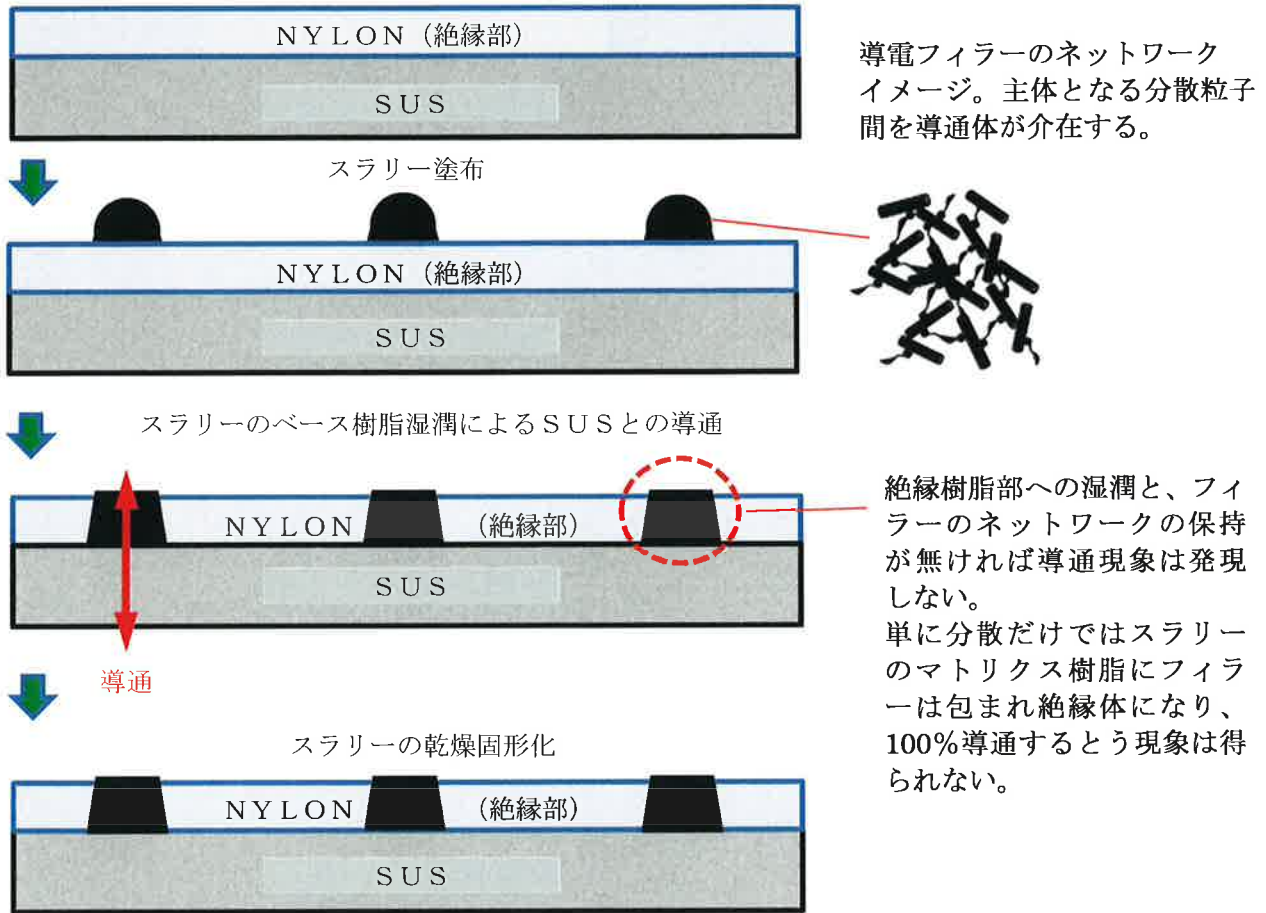 NYLON (絶縁部)
SUS
導電フィラーのネットワーク
イメージ。主体となる分散粒子
間を導通体が介在する。
スラリー塗布
NYLON (絶縁部)
SUS
スラリーのベース樹脂湿潤によるSUSとの導通
NYLON (絶縁部)
SUS
導通
絶縁樹脂部への湿潤と、フィ
ラーのネットワークの保持
が無ければ導通現象は発現
しない。
単に分散だけではスラリー
のマトリクス樹脂にフィラ
ーは包まれ絶縁体になり、
100%導通するとう現象は得
られない。
スラリーの乾燥固形化
NYLON (絶縁部)
SUS